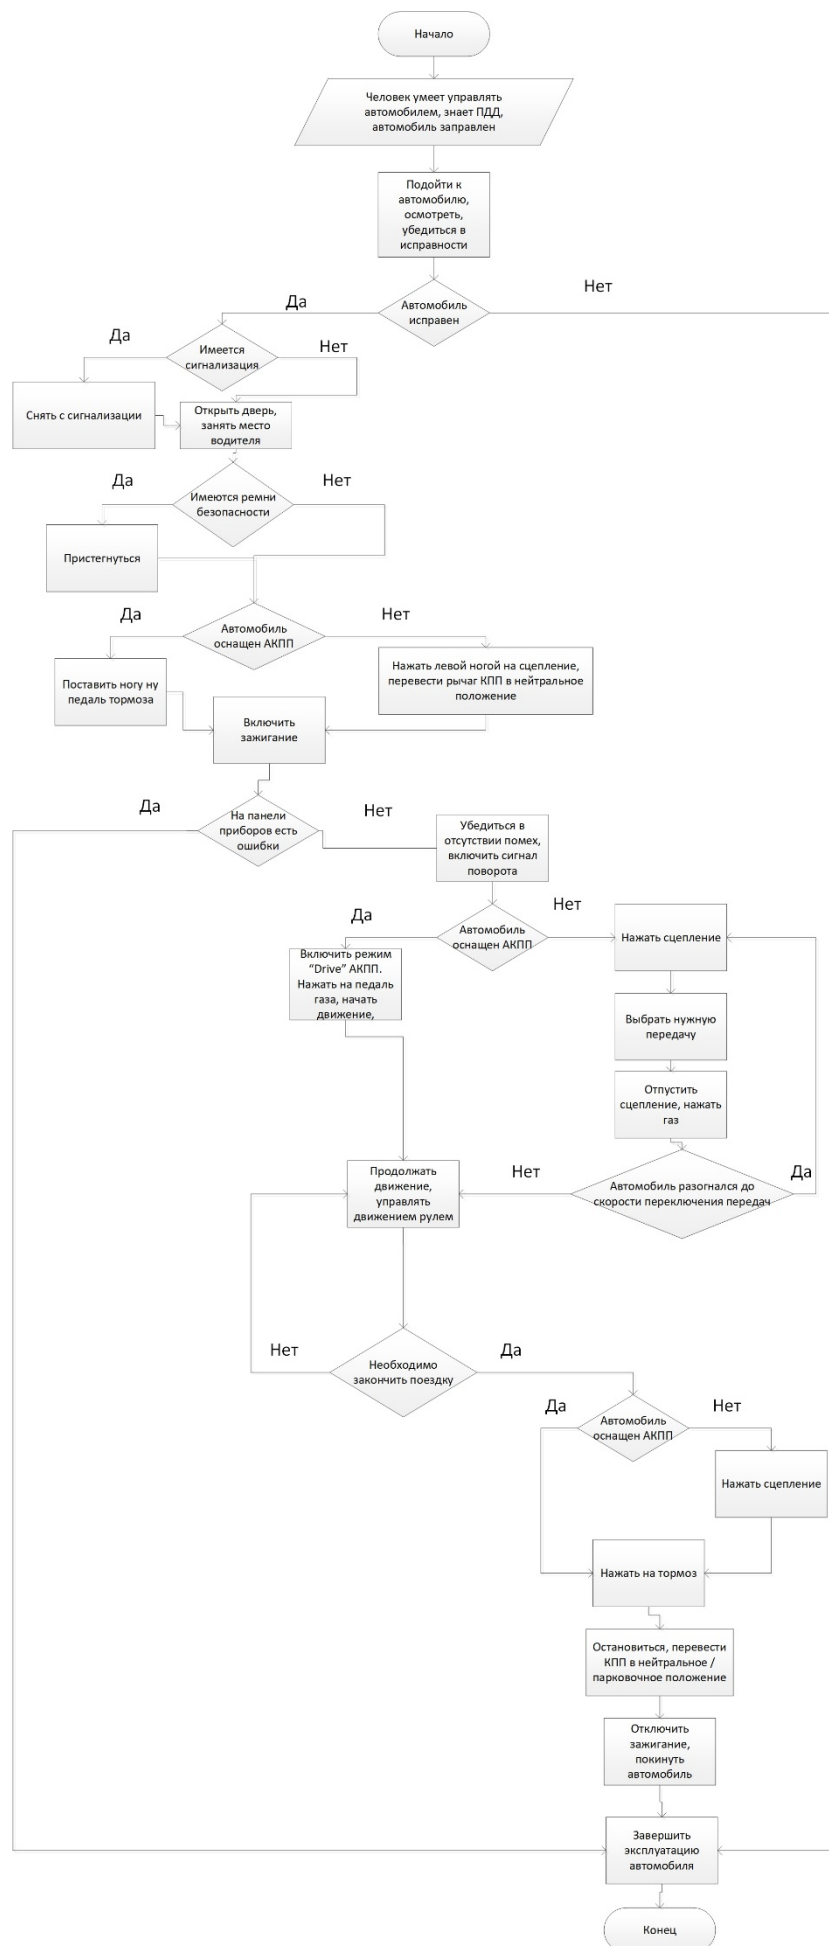 Начало
Человек умеет управлять
автомобилем, знает ПДД,
автомобиль заправлен
Подойти к
автомобилю,
осмотреть,
убедиться в
исправности
Да
Нет
Автомобиль
исправен
Да
Нет
Имеется
сигнализация
Снять с сигнализации
Открыть дверь,
занять место
водителя
Да
Нет
Имеются ремни
безопасности
Пристегнуться
Да
Нет
Автомобиль
оснащен АКПП
Поставить ногу ну
педаль тормоза
Нажать левой ногой на сцепление,
перевести рычаг КПП в нейтральное
положение
Включить
зажигание
Да
Нет
На панели
приборов есть
ошибки
Убедиться в
отсутствии помех,
включить сигнал
поворота
Да
Нет
Автомобиль
оснащен АКПП
Нажать сцепление
Включить режим
“Drive” АКПП.
Нажать на педаль
газа, начать
движение,
Выбрать нужную
передачу
Отпустить
сцепление, нажать
газ
Продолжать
движение,
управлять
движением рулем
Нет
Да
Автомобиль разогнался до
скорости переключения передач
Нет
Да
Необходимо
закончить поездку
Да
Нет
Автомобиль
оснащен АКПП
Нажать сцепление
Нажать на тормоз
Остановиться, перевести
КПП в нейтральное /
парковочное положение
Отключить
зажигание,
покинуть
автомобиль
Завершить
эксплуатацию
автомобиля
Конец